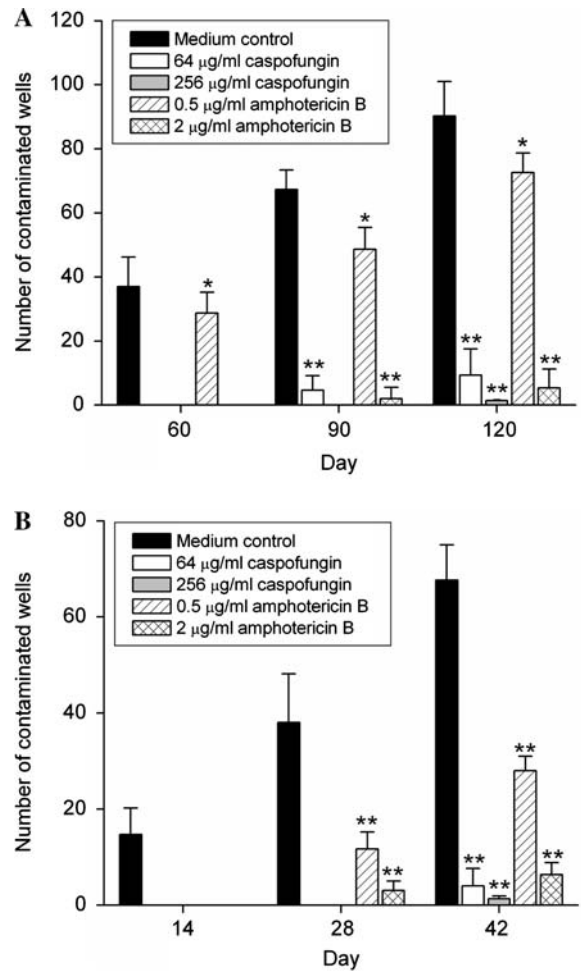 A
Number of contaminated wells
120
100
80
60
40
20
0
Medium control
64 μg/ml caspofungin
256 μg/ml caspofungin
0.5 μg/ml amphotericin B
2 μg/ml amphotericin B
*
**
*
**
**
**
*
**
60
90
120
Day
B
Number of contaminated wells
80
60
40
20
0
Medium control
64 μg/ml caspofungin
256 μg/ml caspofungin
0.5 μg/ml amphotericin B
2 μg/ml amphotericin B
**
**
**
**
**
**
14
28
42
Day